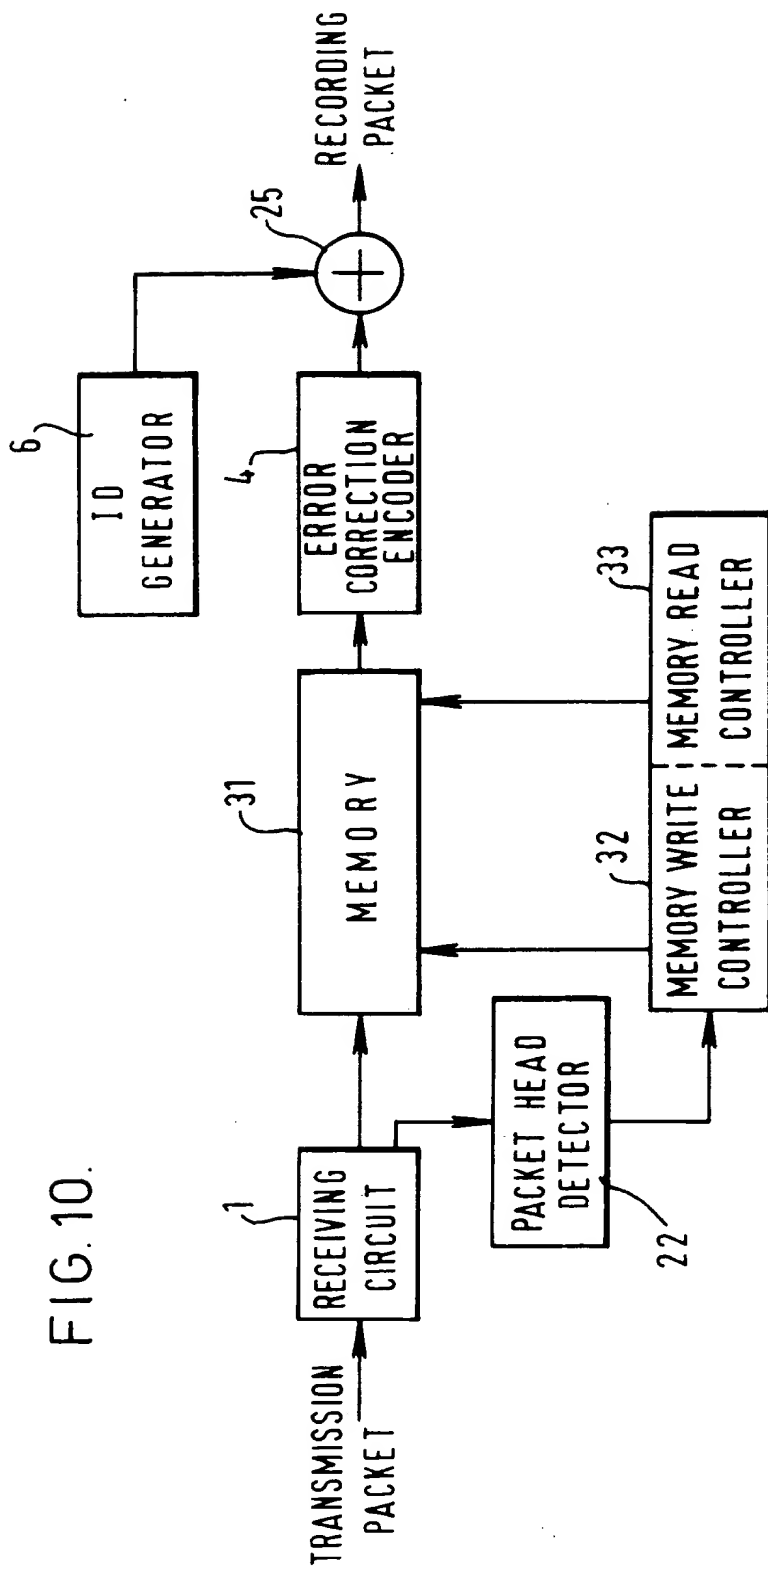 FIG. 10.
TRANSMISSION
PACKET
1
RECEIVING
CIRCUIT
22
PACKET HEAD
DETECTOR
31
MEMORY
32
MEMORY WRITE
CONTROLLER
33
MEMORY READ
CONTROLLER
4
ERROR
CORRECTION
ENCODER
6
ID
GENERATOR
25
RECORDING
PACKET